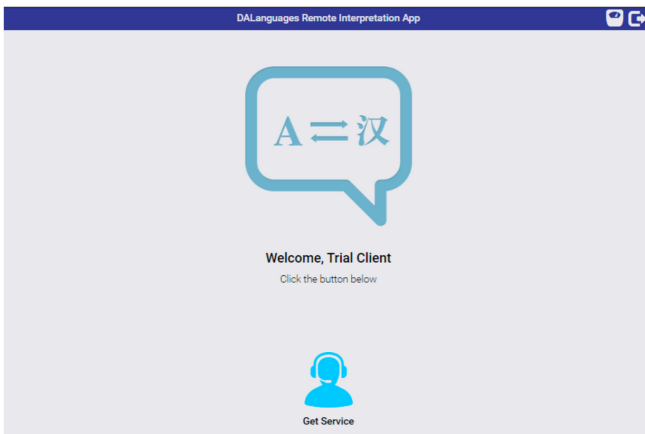 DALanguages Remote Interpretation App
A 汉
Welcome, Trial Client
Click the button below
Get Service